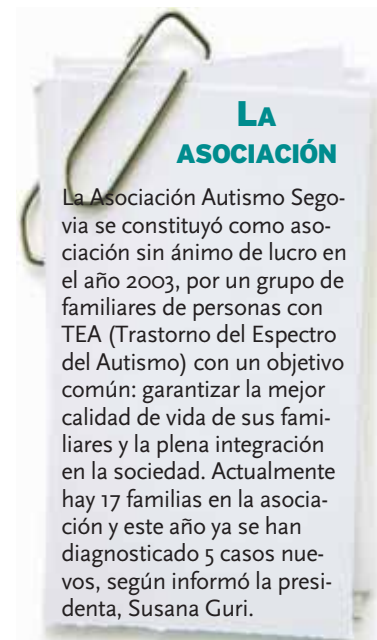 LA
ASOCIACIÓN
La Asociación Autismo Sego-
via se constituyó como aso-
ciación sin ánimo de lucro en
el año 2003, por un grupo de
familiares de personas con
TEA (Trastorno del Espectro
del Autismo) con un objetivo
común: garantizar la mejor
calidad de vida de sus fami-
liares y la plena integración
en la sociedad. Actualmente
hay 17 familias en la asocia-
ción y este año ya se han
diagnosticado 5 casos nue-
vos, según informó la presi-
denta, Susana Guri.